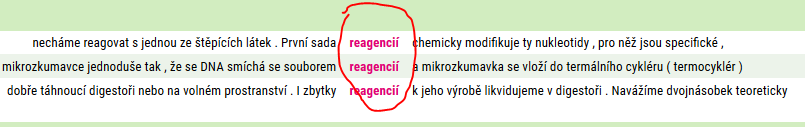 necháme reagovat s jednou ze štěpících látek . První sada reagencií chemicky modifikuje ty nukleotidy , pro něž jsou specifické ,
mikrozkumavce jednoduše tak , že se DNA smíchá se souborem reagencií a mikrozkumavka se vloží do termálního cykléru ( termocyklér )
dobře táhnoucí digestoři nebo na volném prostranství . I zbytky reagencií k jeho výrobě likvidujeme v digestoři . Navážíme dvojnásobek teoreticky